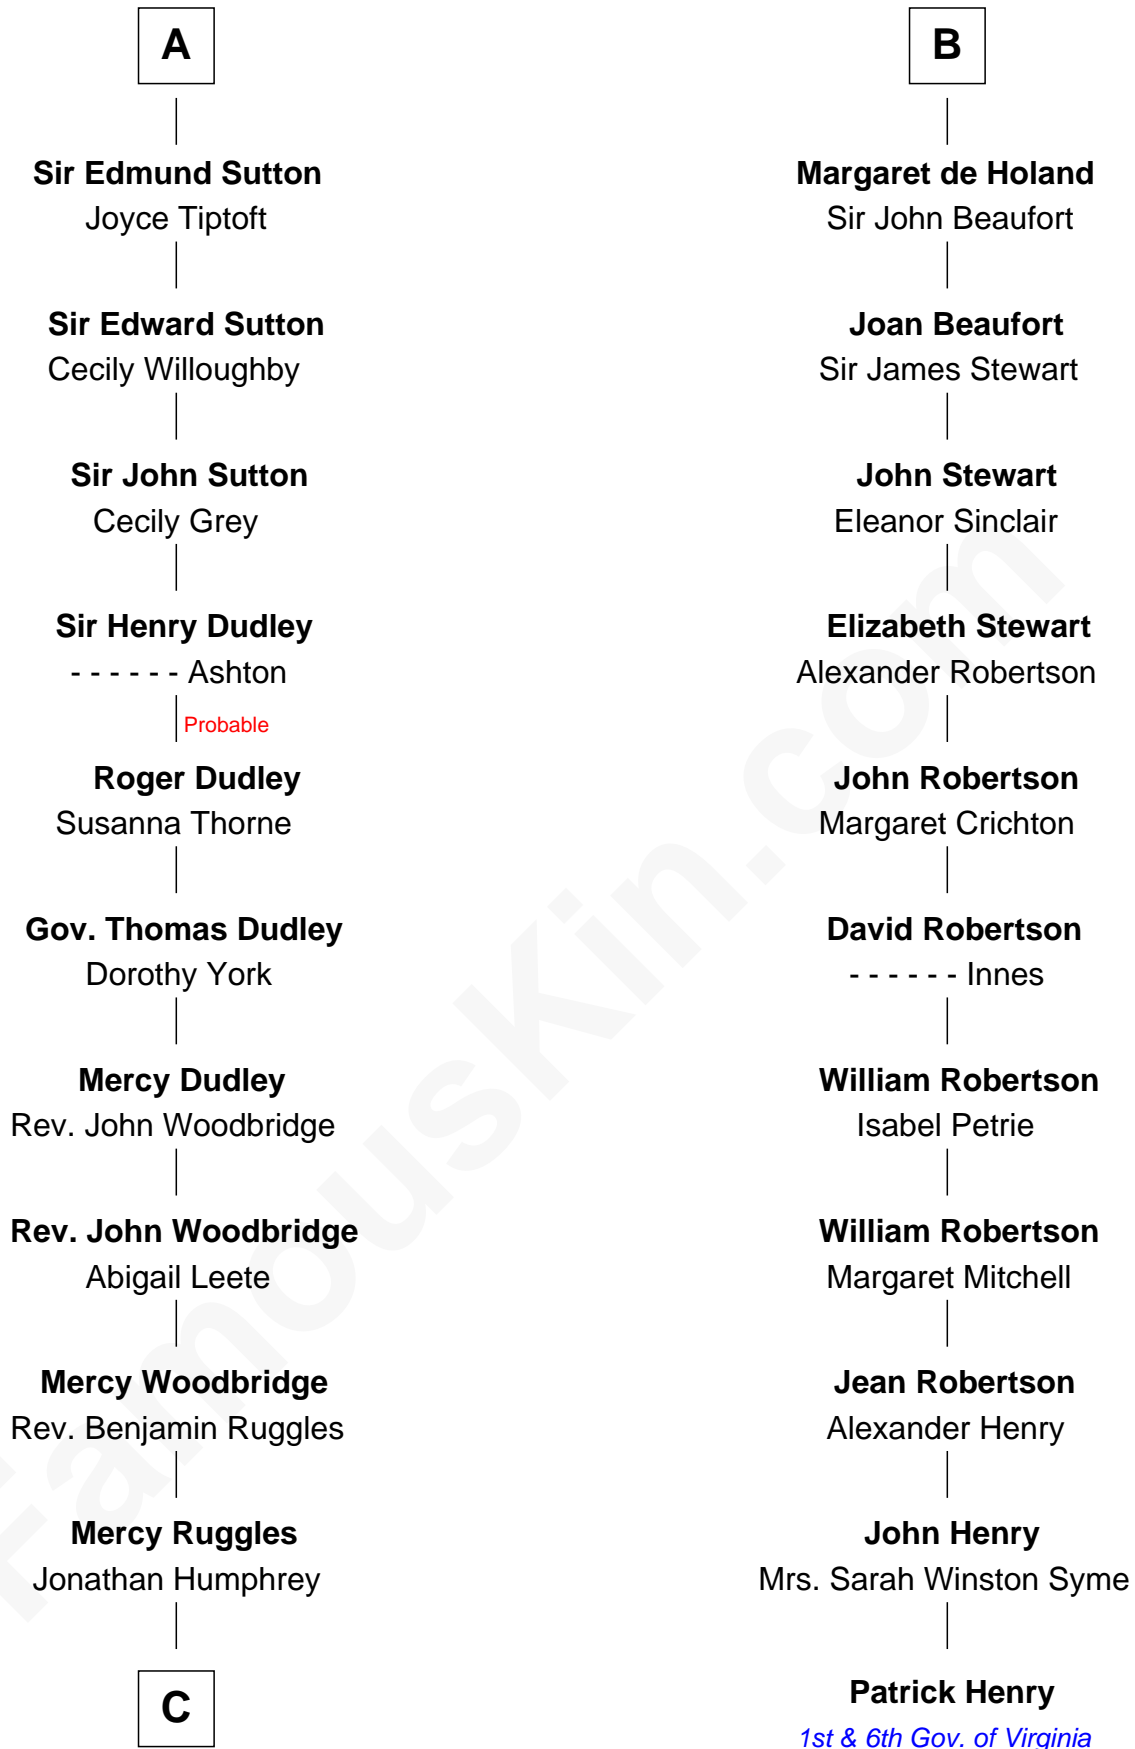 A
Sir Edmund Sutton
Joyce Tiptoft
Sir Edward Sutton
Cecily Willoughby
Sir John Sutton
Cecily Grey
Sir Henry Dudley
- - - - - - Ashton
Probable
Roger Dudley
Susanna Thorne
Gov. Thomas Dudley
Dorothy York
Mercy Dudley
Rev. John Woodbridge
Rev. John Woodbridge
Abigail Leete
Mercy Woodbridge
Rev. Benjamin Ruggles
Mercy Ruggles
Jonathan Humphrey
C
B
Margaret de Holand
Sir John Beaufort
Joan Beaufort
Sir James Stewart
John Stewart
Eleanor Sinclair
Elizabeth Stewart
Alexander Robertson
John Robertson
Margaret Crichton
David Robertson
- - - - - - Innes
William Robertson
Isabel Petrie
William Robertson
Margaret Mitchell
Jean Robertson
Alexander Henry
John Henry
Mrs. Sarah Winston Syme
Patrick Henry
1st & 6th Gov. of Virginia
FamousKin.com